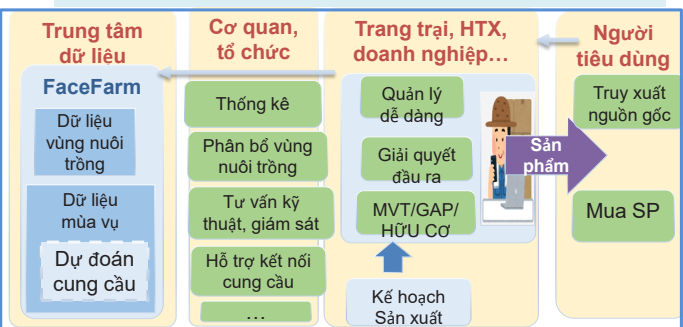 Trung tâm
dữ liệu
FaceFarm
Dữ liệu
vùng nuôi
trồng
Dữ liệu
mùa vụ
Dự đoán
cung cầu
Cơ quan,
tổ chức
Thống kê
Phân bổ vùng
nuôi trồng
Tư vấn kỹ
thuật, giám sát
Hỗ trợ kết nối
cung cầu
…
Trang trại, HTX,
doanh nghiệp…
Quản lý
dễ dàng
Giải quyết
đầu ra
MVT/GAP/
HỮU CƠ
Kế hoạch
Sản xuất
Sản
phẩm
Người
tiêu dùng
Truy xuất
nguồn gốc
Mua SP